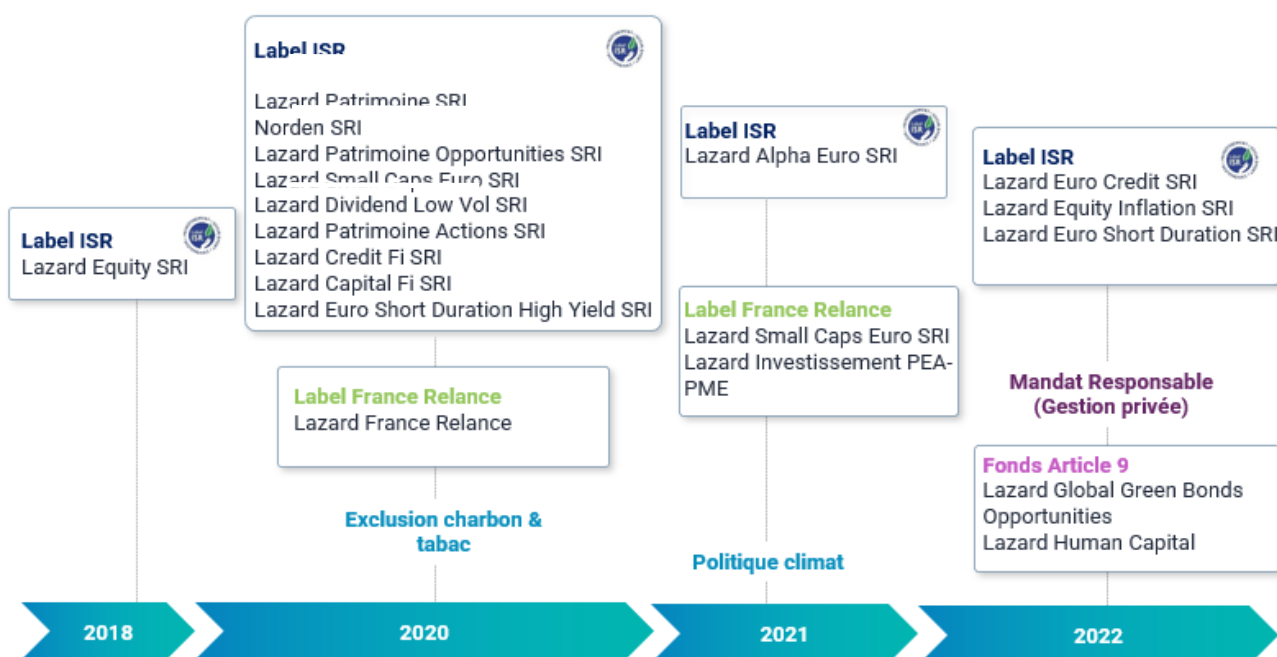 Label ISR
Lazard Equity SRI
2018
Label ISR
Lazard Patrimoine SRI
Norden SRI
Lazard Patrimoine Opportunities SRI
Lazard Small Caps Euro SRI
Lazard Dividend Low Vol SRI
Lazard Patrimoine Actions SRI
Lazard Credit Fi SRI
Lazard Capital Fi SRI
Lazard Euro Short Duration High Yield SRI
Label France Relance
Lazard France Relance
Exclusion charbon &
tabac
2020
Label ISR
Lazard Alpha Euro SRI
Label France Relance
Lazard Small Caps Euro SRI
Lazard Investissement PEA-
PME
Politique climat
2021
Label ISR
Lazard Euro Credit SRI
Lazard Equity Inflation SRI
Lazard Euro Short Duration SRI
Mandat Responsable
(Gestion privée)
Fonds Article 9
Lazard Global Green Bonds
Opportunities
Lazard Human Capital
2022